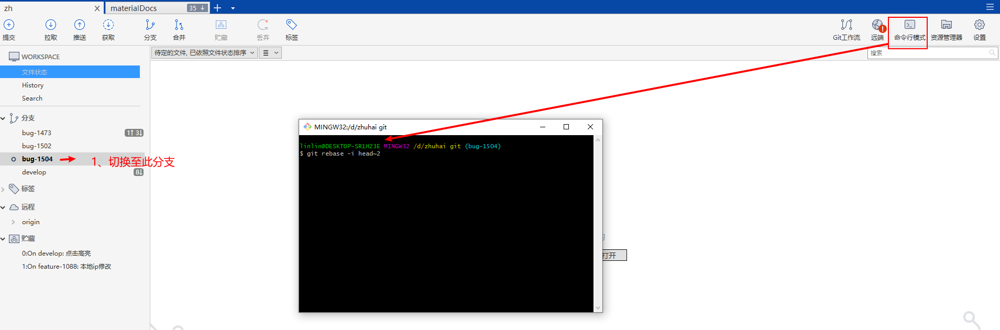 zh
materialDocs 35 ↓
提交 拉取 推送 获取 分支 合并 贮藏 丢弃 标签 Git工作流 远端 命令行模式 资源管理器 设置
待定的文件, 已依照文件状态排序
搜索
WORKSPACE
文件状态
History
Search
分支
bug-1473 1↑ 3↓
bug-1502
bug-1504
1、切换至此分支
develop 8↓
标签
远程
origin
贮藏
0:On develop: 点击高亮
1:On feature-1088: 本地ip修改
MINGW32:/d/zhuhai git
linlin@DESKTOP-SR1H23E MINGW32 /d/zhuhai git (bug-1504)
$ git rebase -i head~2
打开